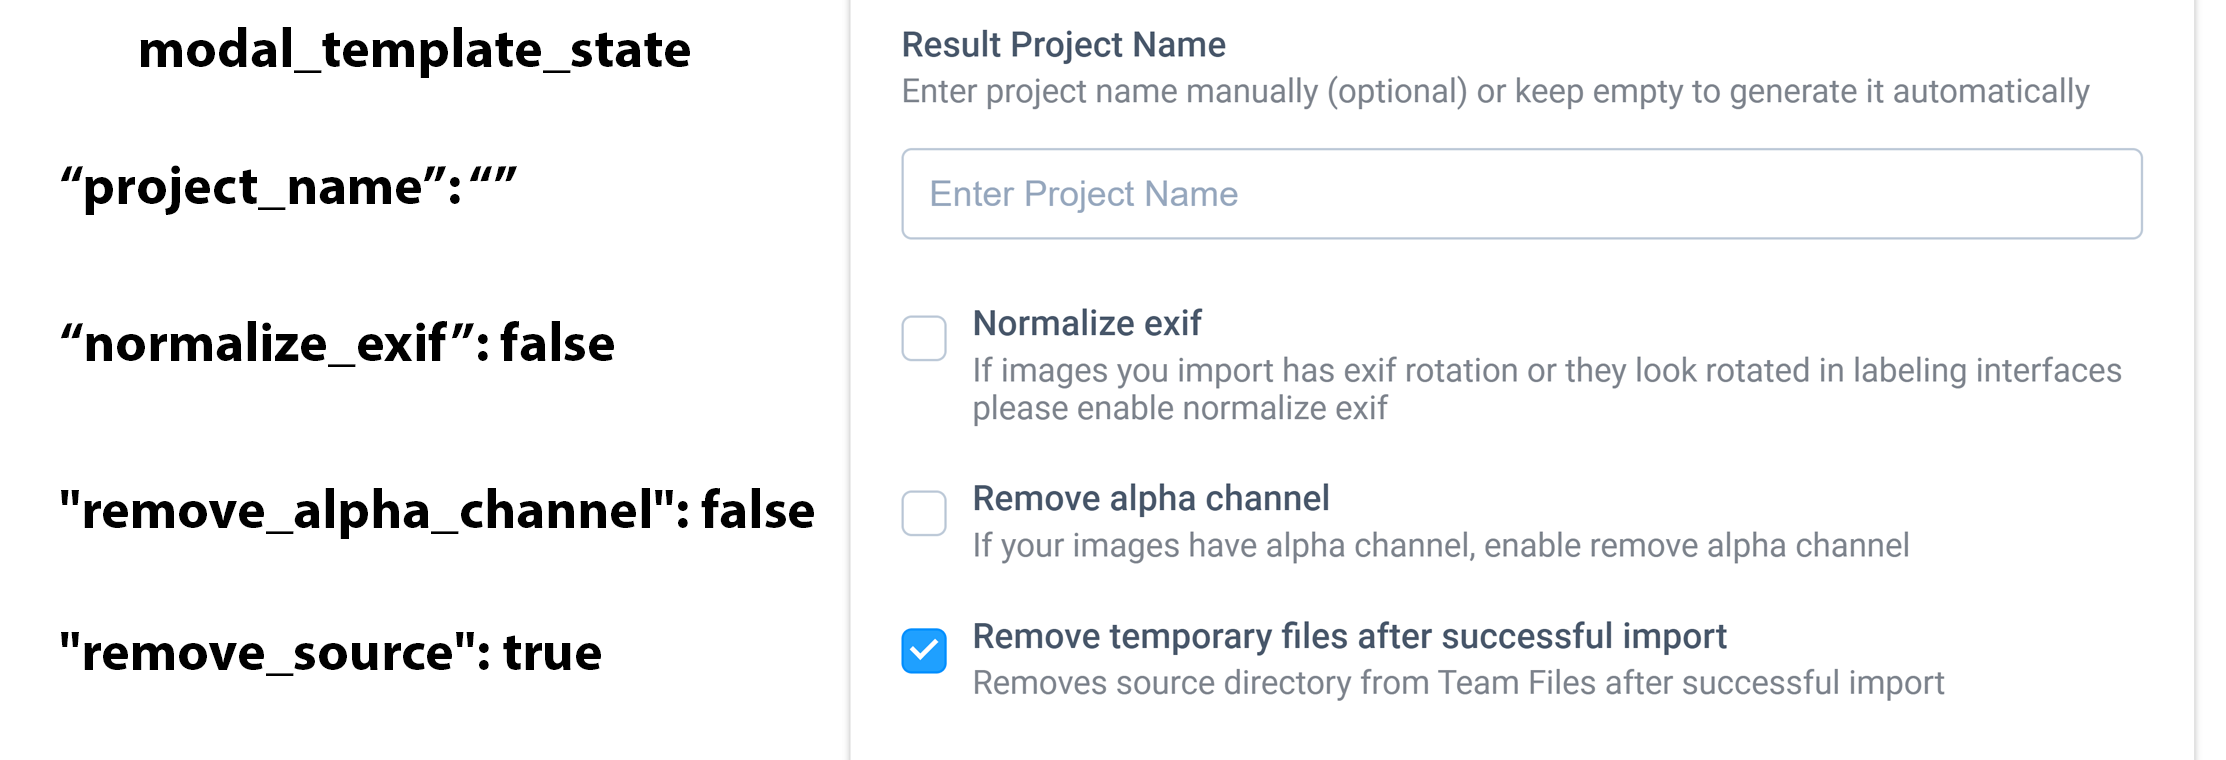 modal_template_state
“project_name”: “”
“normalize_exif”: false
"remove_alpha_channel": false
"remove_source": true
Result Project Name
Enter project name manually (optional) or keep empty to generate it automatically
Enter Project Name
Normalize exif
If images you import has exif rotation or they look rotated in labeling interfaces
please enable normalize exif
Remove alpha channel
If your images have alpha channel, enable remove alpha channel
Remove temporary files after successful import
Removes source directory from Team Files after successful import